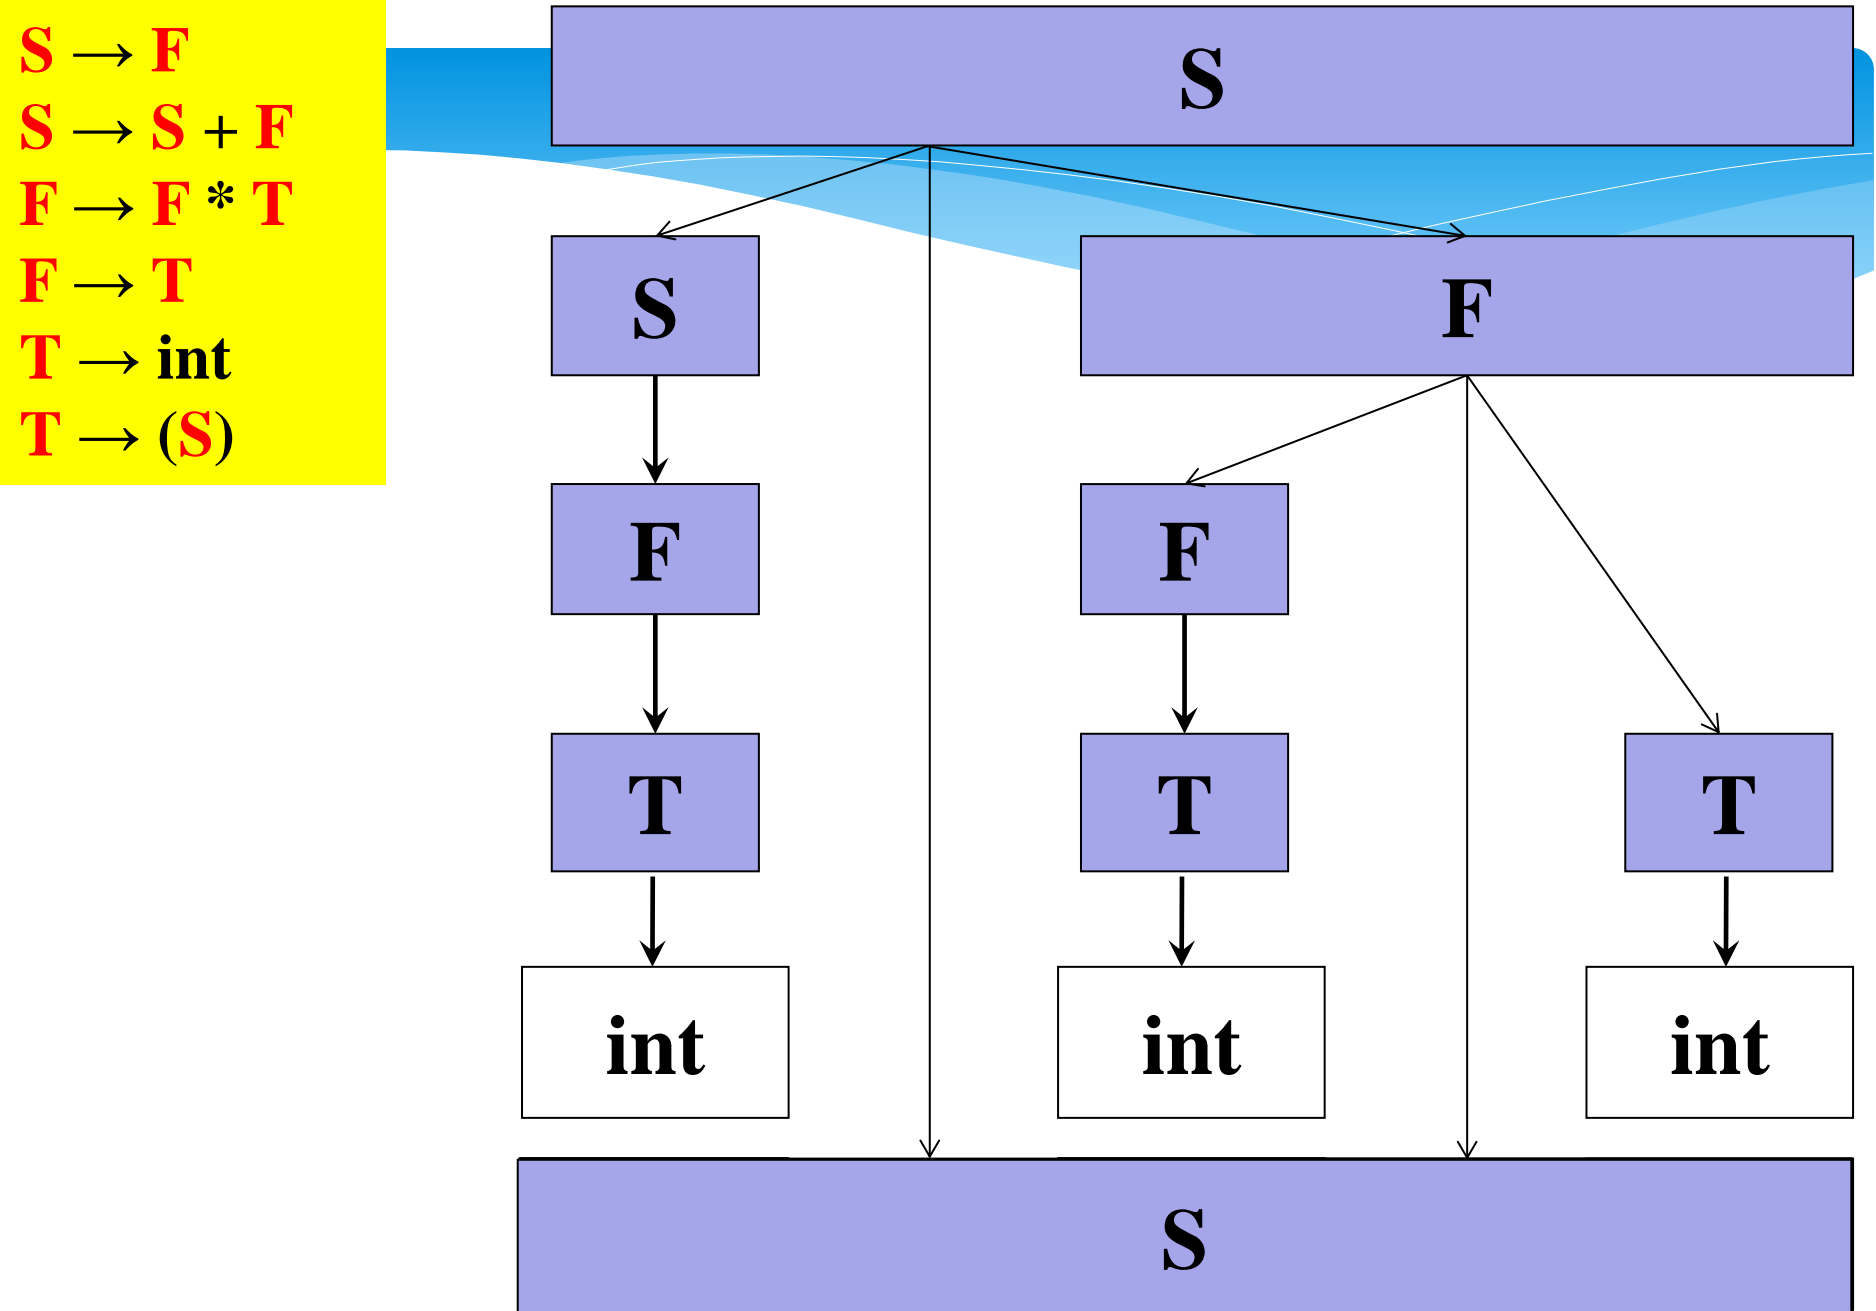 S → F
S → S + F
F → F * T
F → T
T → int
T → (S)
S
S F
F F
T T T
int int int
S